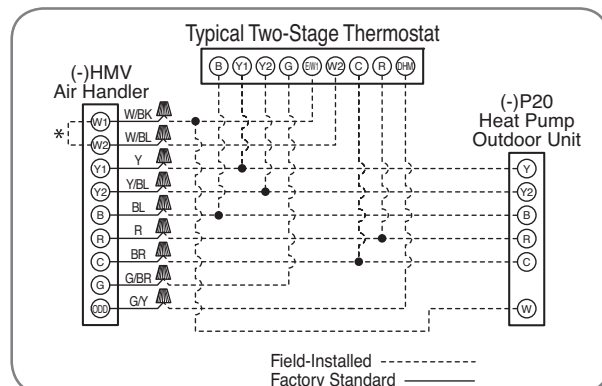 Typical Two-Stage Thermostat
B Y1 Y2 G E/W1 W2 C R DHM
(-)HMV
Air Handler
(-)P20
Heat Pump
Outdoor Unit
W1 W/BK
*
W2 W/BL
Y1 Y Y
Y2 Y/BL Y2
B BL B
R R R
C BR C
G G/BR
ODD G/Y
W
Field-Installed
Factory Standard